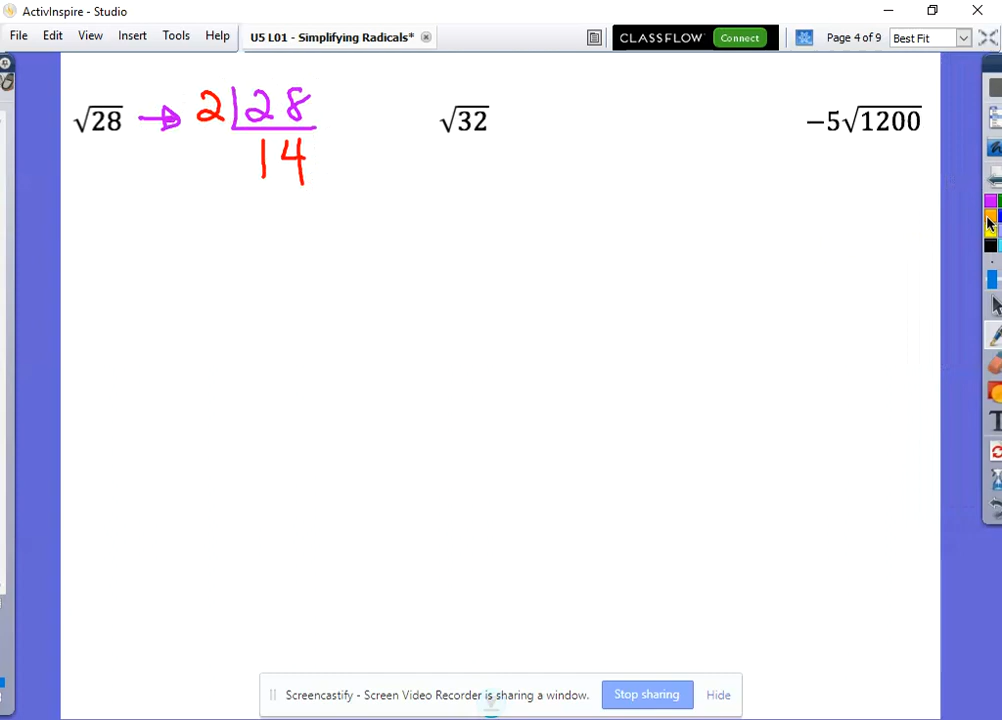 ActivInspire - Studio
File Edit View Insert Tools Help
U5 L01 - Simplifying Radicals*
CLASSFLOW Connect
Page 4 of 9
Best Fit
√28 → 2 | 28
14
√32
−5√1200
T
Screencastify - Screen Video Recorder is sharing a window.
Stop sharing
Hide